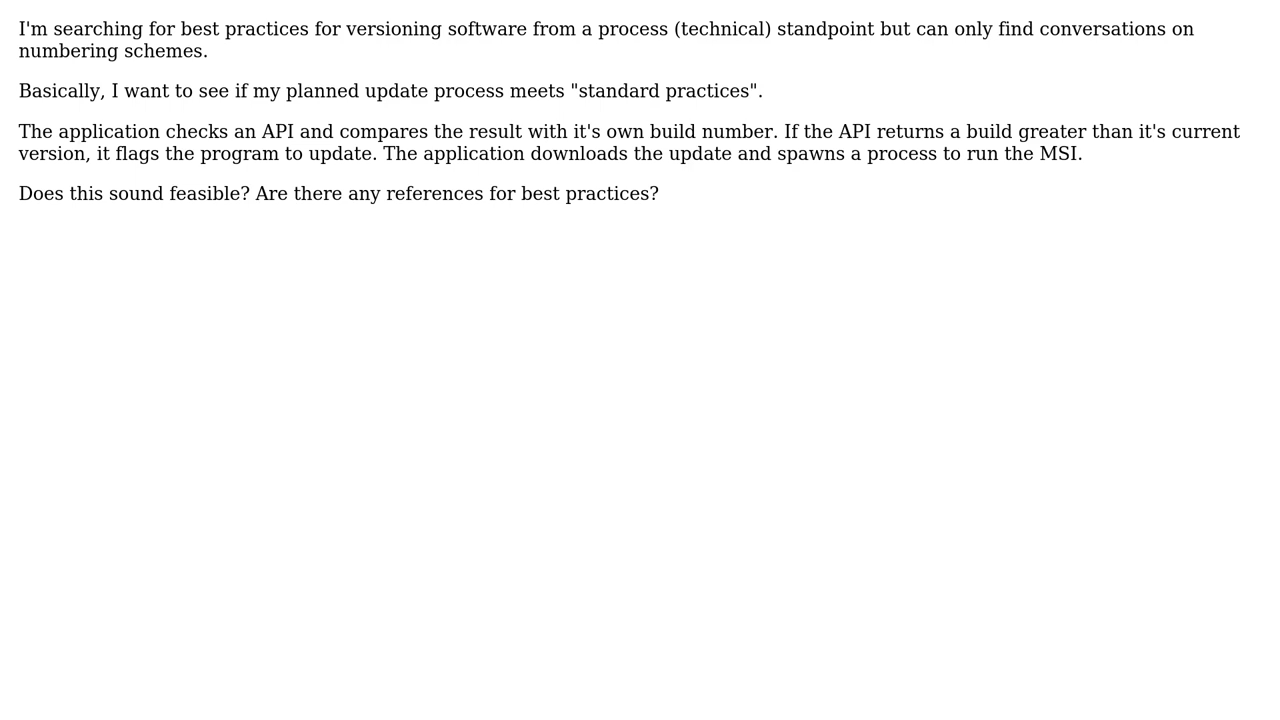 I'm searching for best practices for versioning software from a process (technical) standpoint but can only find conversations on
numbering schemes.
Basically, I want to see if my planned update process meets "standard practices".
The application checks an API and compares the result with it's own build number. If the API returns a build greater than it's current
version, it flags the program to update. The application downloads the update and spawns a process to run the MSI.
Does this sound feasible? Are there any references for best practices?